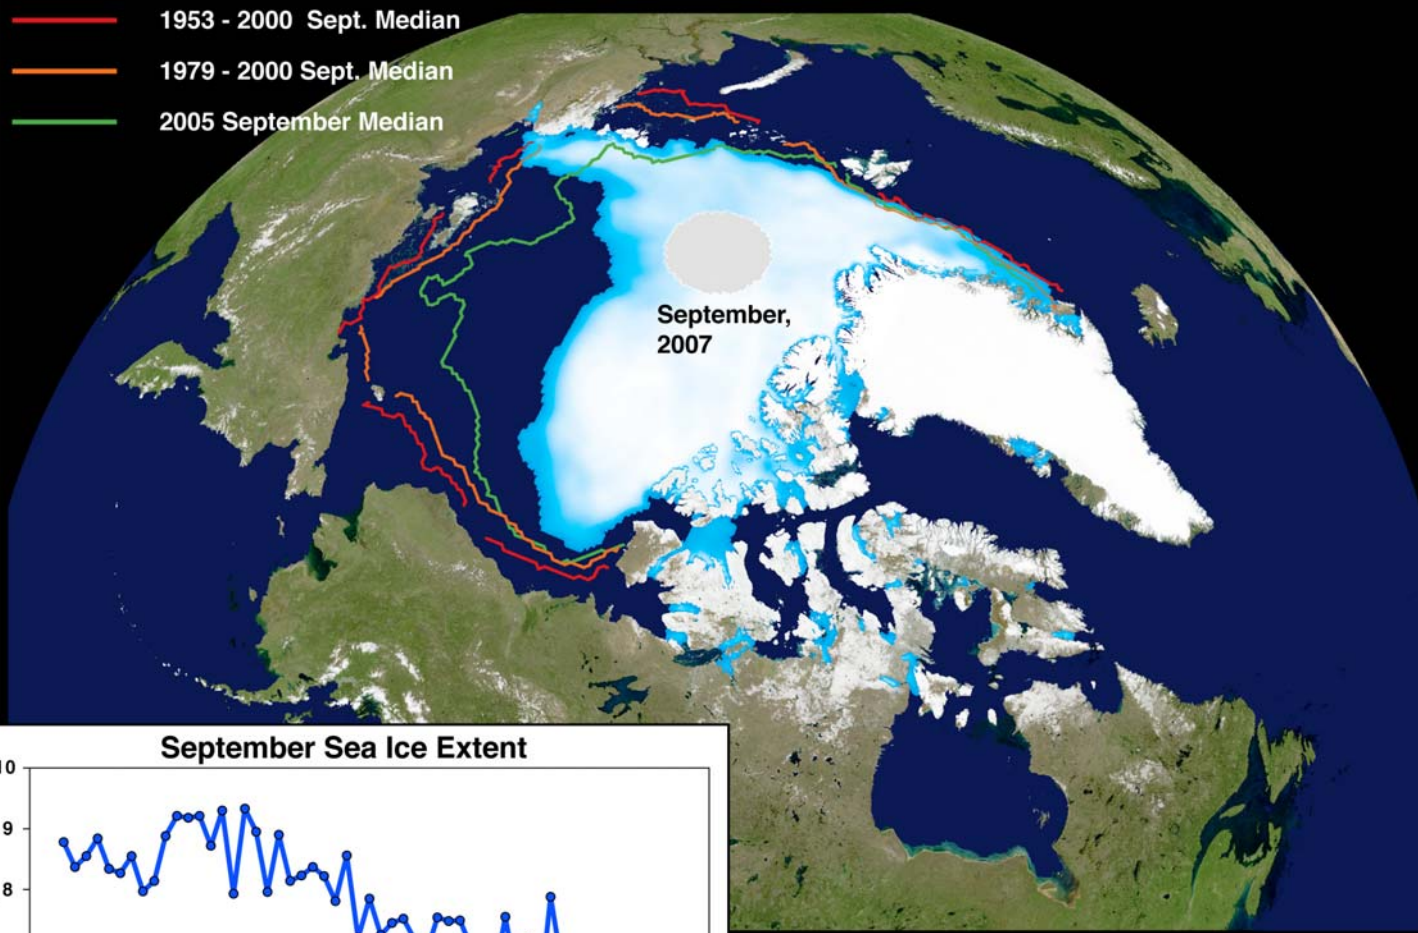 1953 - 2000 Sept. Median
1979 - 2000 Sept. Median
2005 September Median
September,
2007
September Sea Ice Extent
10
9
8